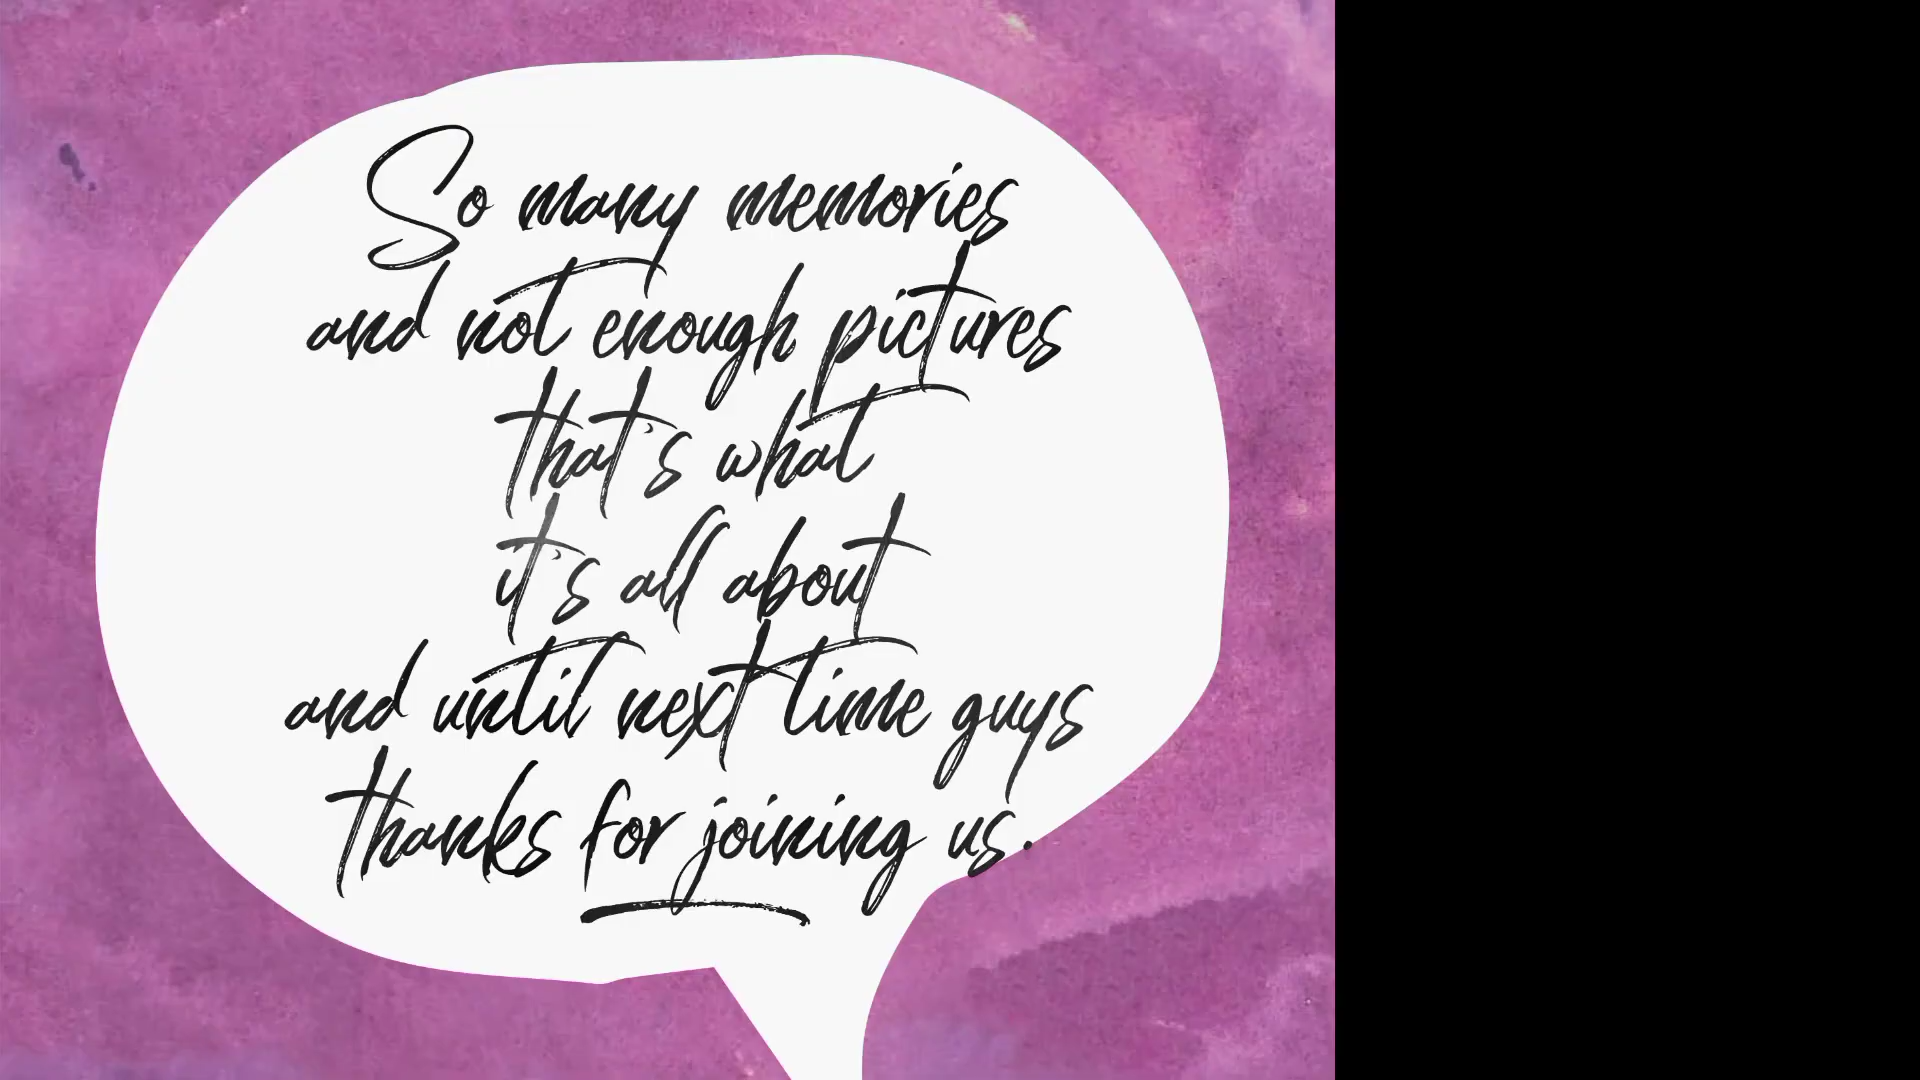 So many memories
and not enough pictures
that's what
it's all about
and until next time guys
thanks for joining us.